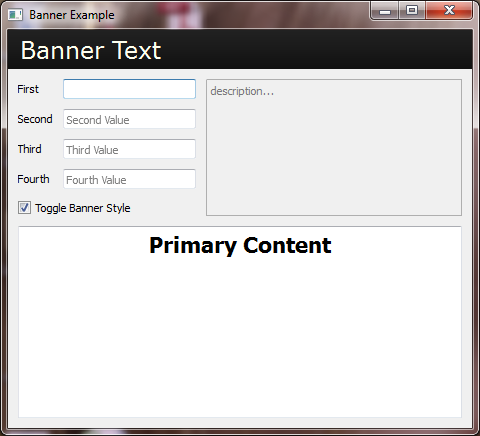 Banner Example
Banner Text
First
description...
Second
Second Value
Third
Third Value
Fourth
Fourth Value
Toggle Banner Style
Primary Content